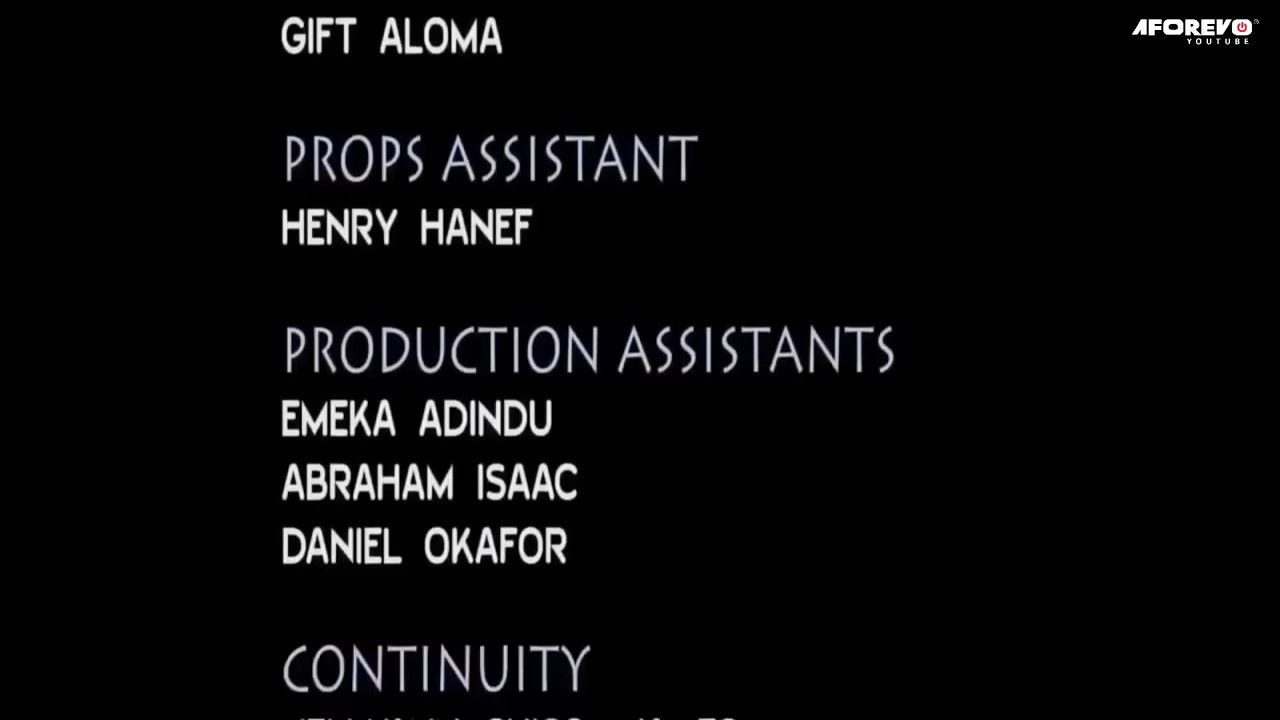 GIFT ALOMA
AFOREVO
YOUTUBE
PROPS ASSISTANT
HENRY HANEF
PRODUCTION ASSISTANTS
EMEKA ADINDU
ABRAHAM ISAAC
DANIEL OKAFOR
CONTINUITY